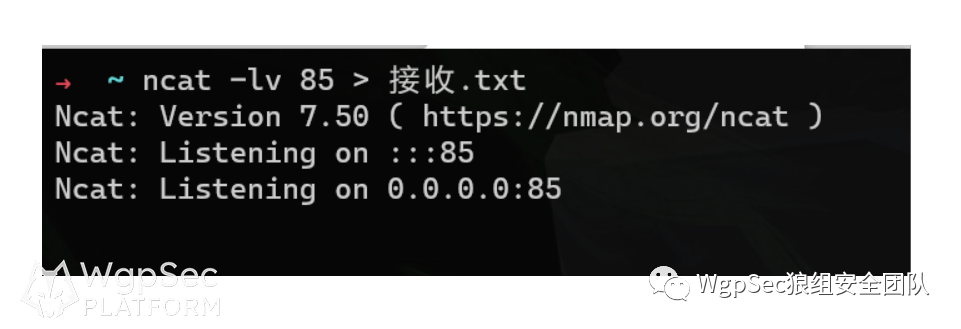 → ~ ncat -lv 85 > 接收.txt
Ncat: Version 7.50 ( https://nmap.org/ncat )
Ncat: Listening on :::85
Ncat: Listening on 0.0.0.0:85
WgpSec
PLATFORM
WgpSec狼组安全团队